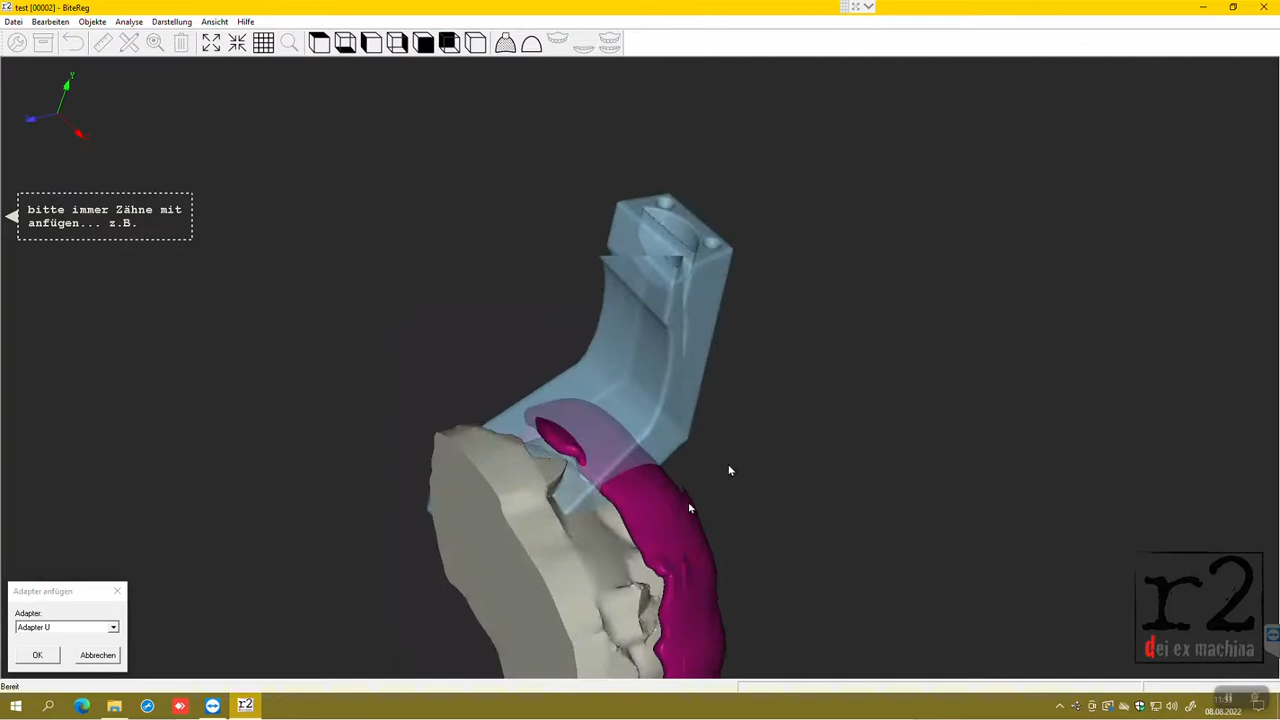 test [00002] - BiteReg
Datei Bearbeiten Objekte Analyse Darstellung Ansicht Hilfe
Y
bitte immer Zähne mit
anfügen... z.B.
Adapter anfügen
Adapter:
Adapter U
OK Abbrechen
r2
dei ex machina
Bereit
r2
08.08.2022